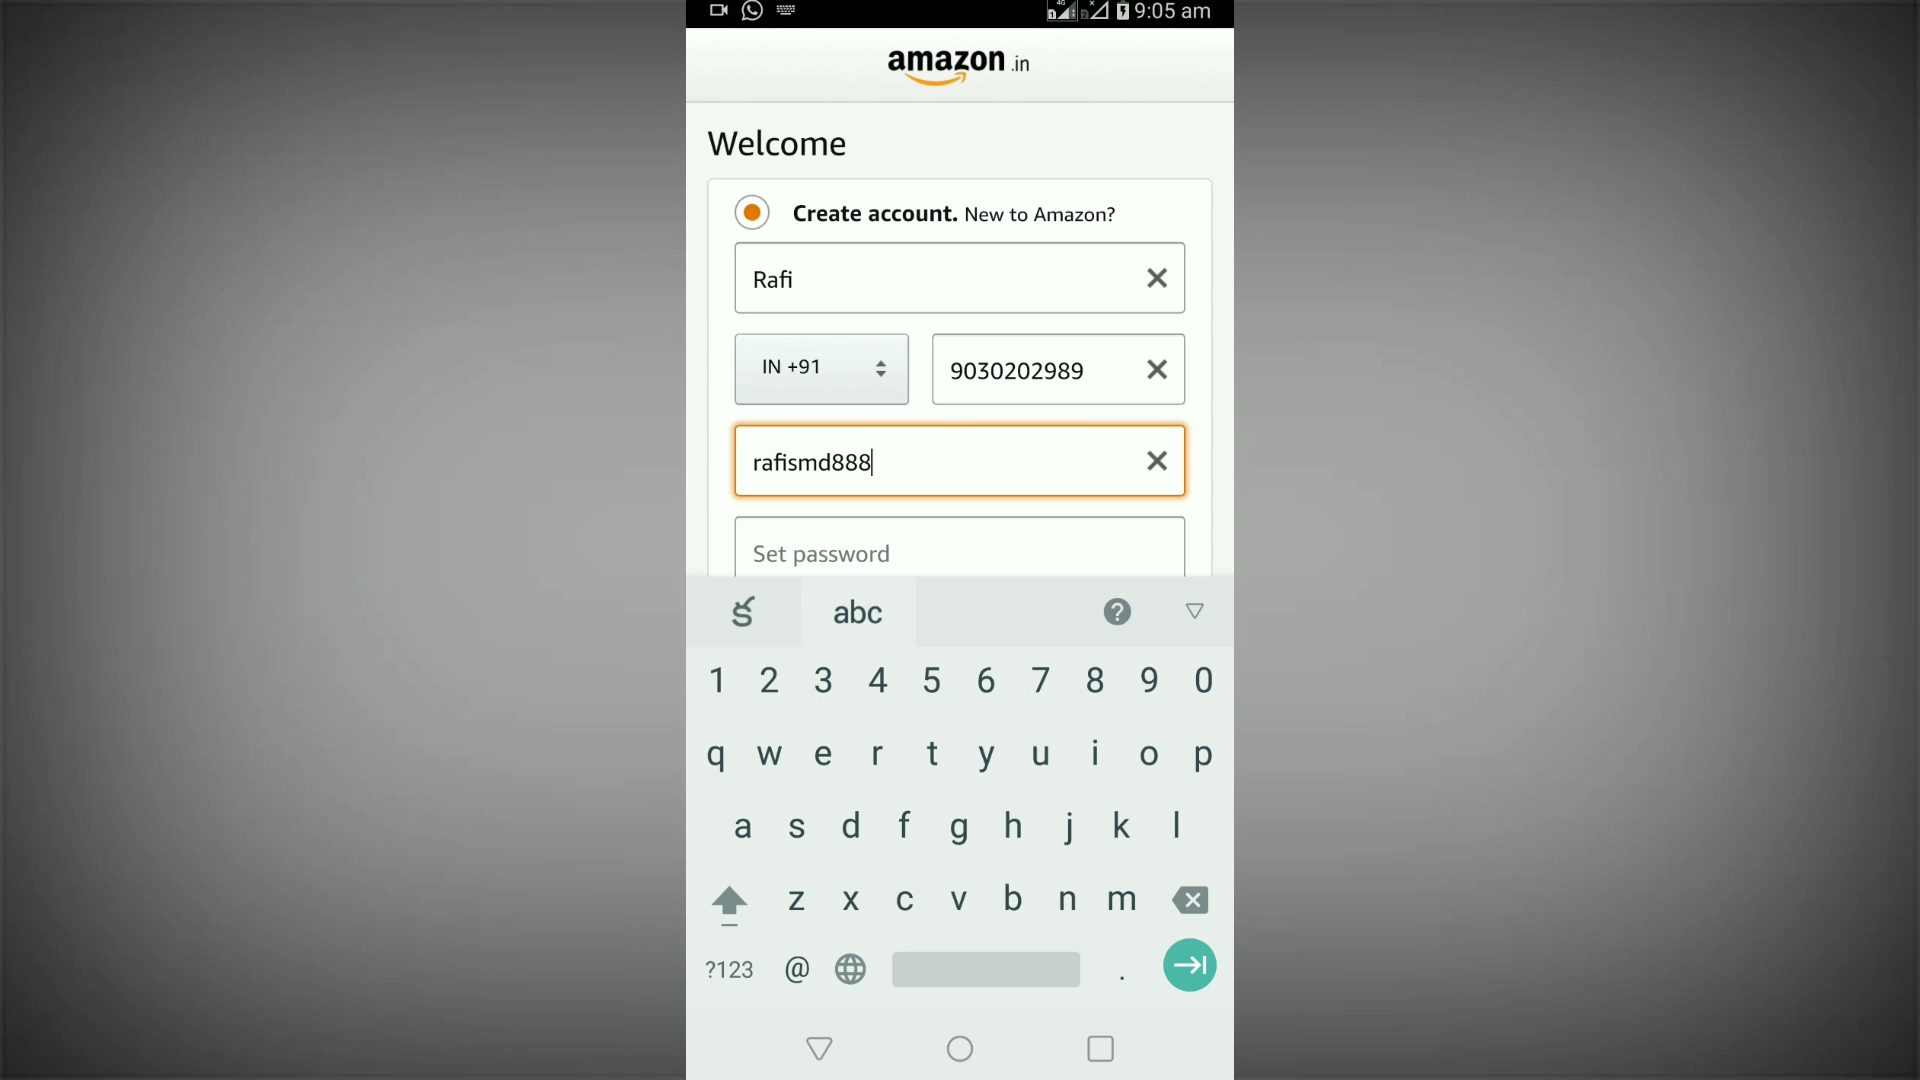 9:05 am
amazon.in
Welcome
Create account. New to Amazon?
Rafi
IN +91
9030202989
rafismd888
Set password
క
abc
?
1 2 3 4 5 6 7 8 9 0
q w e r t y u i o p
a s d f g h j k l
z x c v b n m
?123 @ .